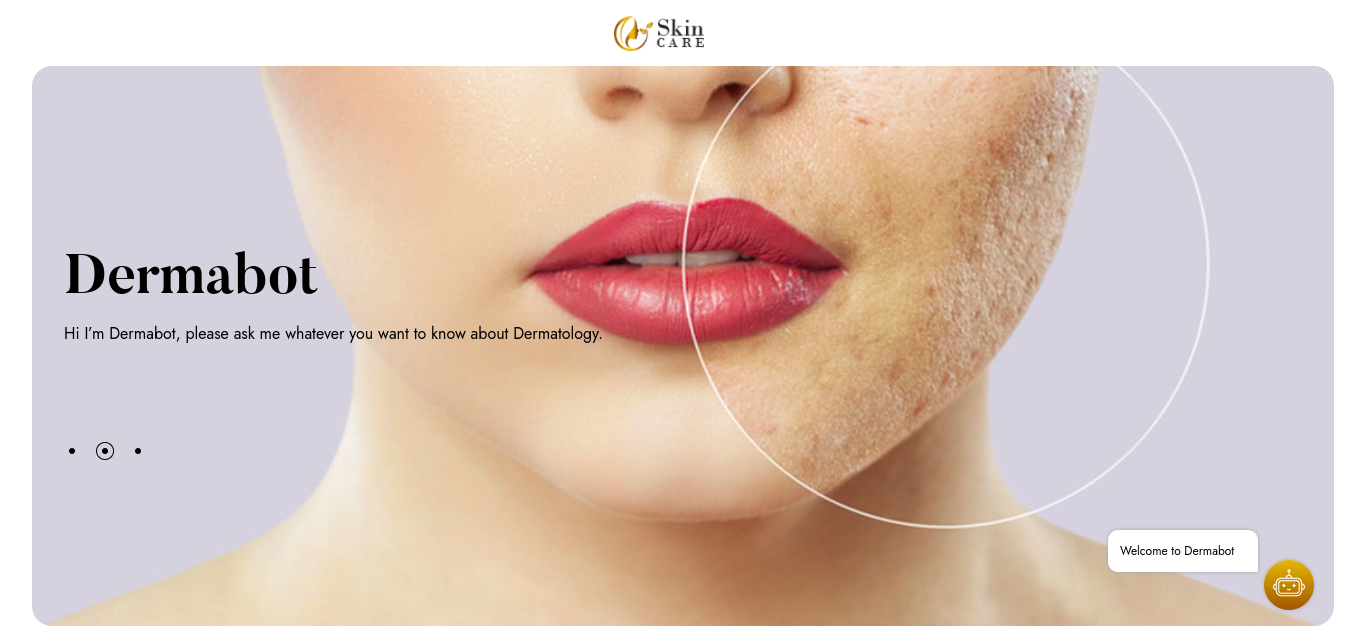 Skin
CARE
Dermabot
Hi I’m Dermabot, please ask me whatever you want to know about Dermatology.
Welcome to Dermabot